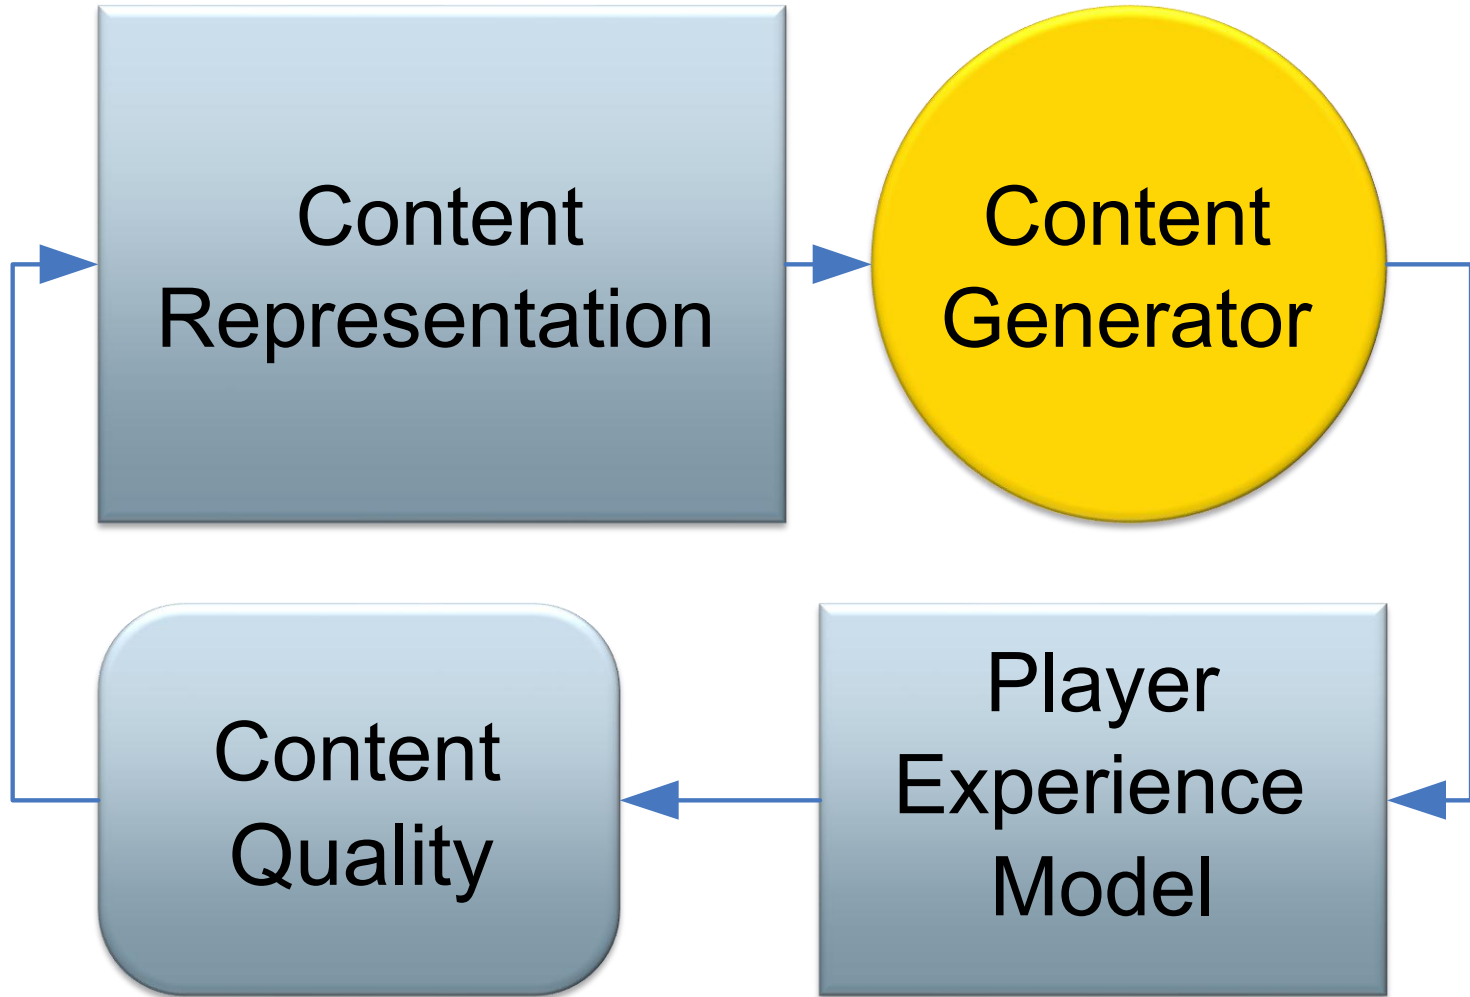 Content
Representation
Content
Generator
Content
Quality
Player
Experience
Model